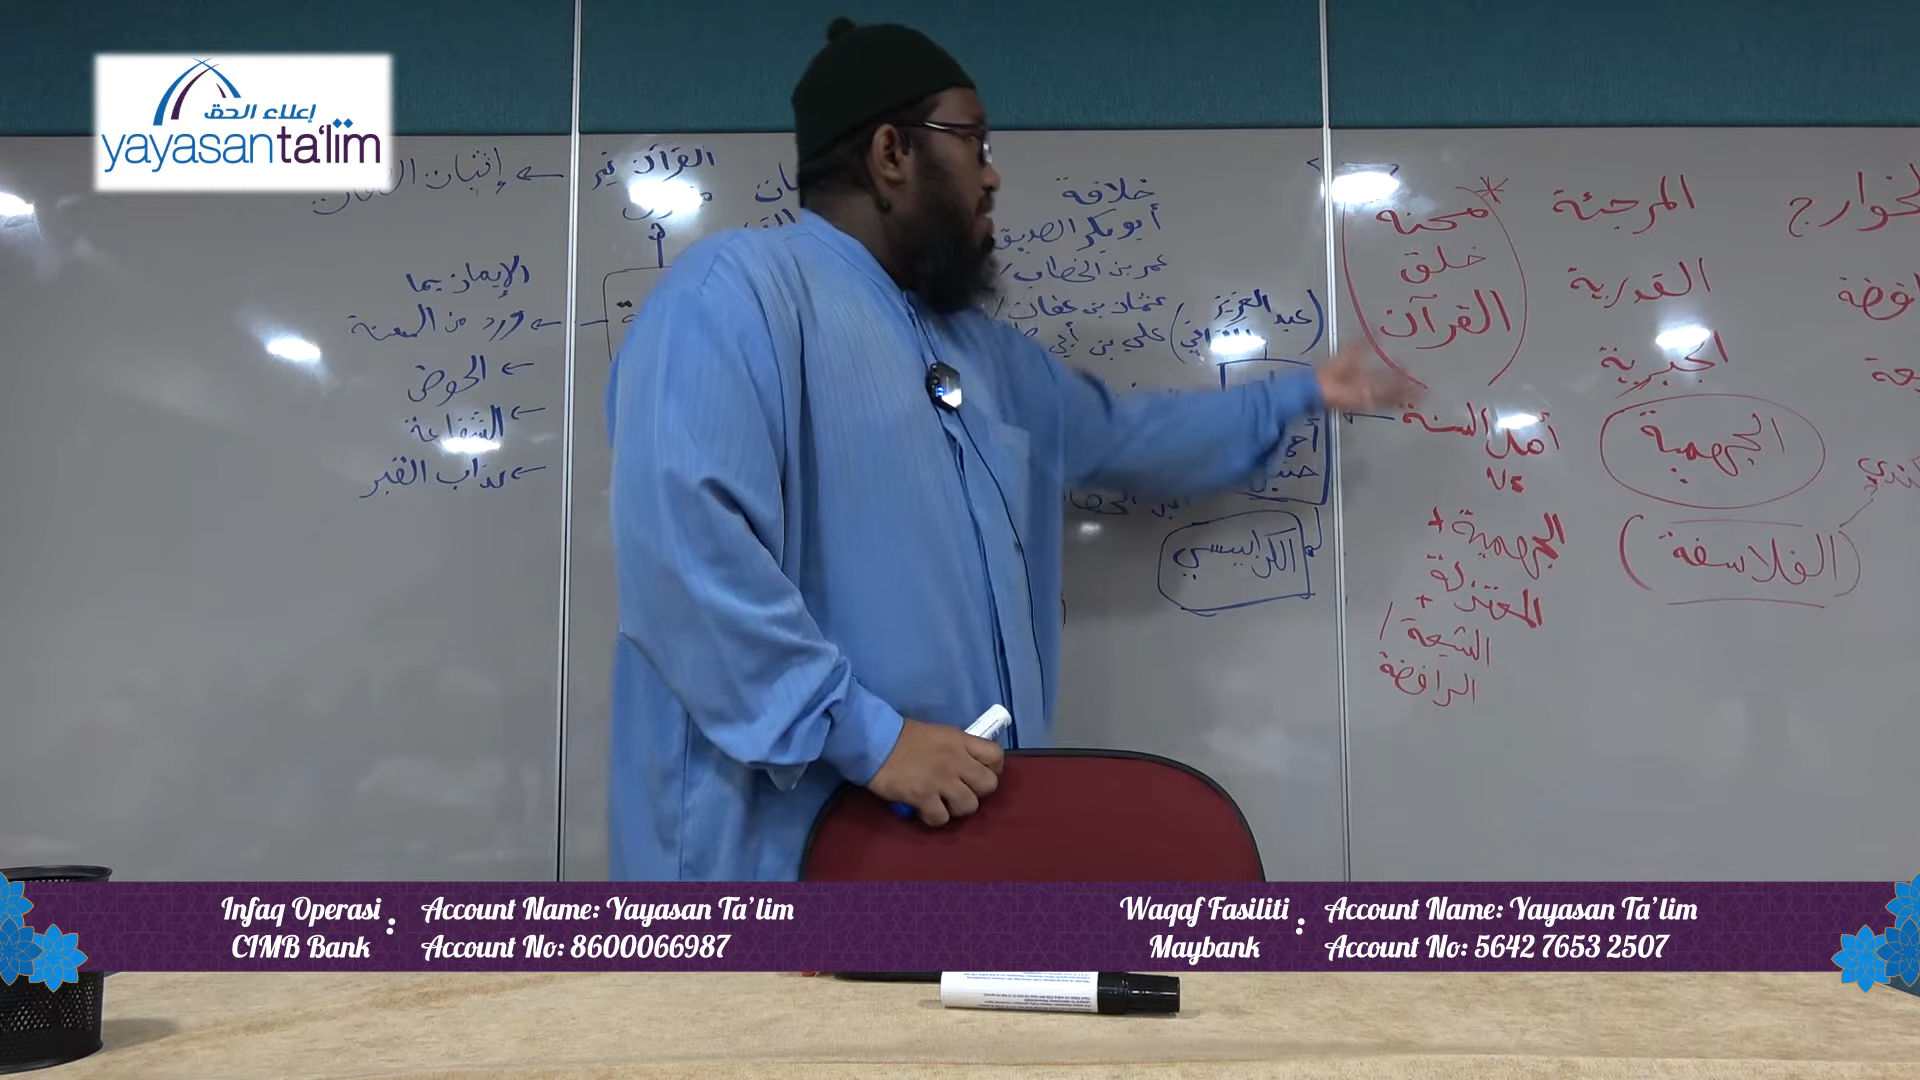 إعلاء الحق
yayasanta'lim
الخوارج
المرجئة
القدرية
الجبرية
الجهمية
(الفلاسفة)
محنة
خلق
القرآن
أهل السنة
vs
الجهمية +
المعتزلة
+
الشيعة /
الرافضة
خلافة
أبو بكر الصديق
عمر بن الخطاب /
عثمان بن عفان /
علي بن أبي
(عبد العزيز
حنبل
الكرابيسي
القرآن غير
إثبات
الإيمان بما
ورد من السنة
الحوض
الشفاعة
عذاب القبر
Infaq Operasi : Account Name: Yayasan Ta'lim
CIMB Bank Account No: 8600066987
Waqaf Fasiliti : Account Name: Yayasan Ta'lim
Maybank Account No: 5642 7653 2507